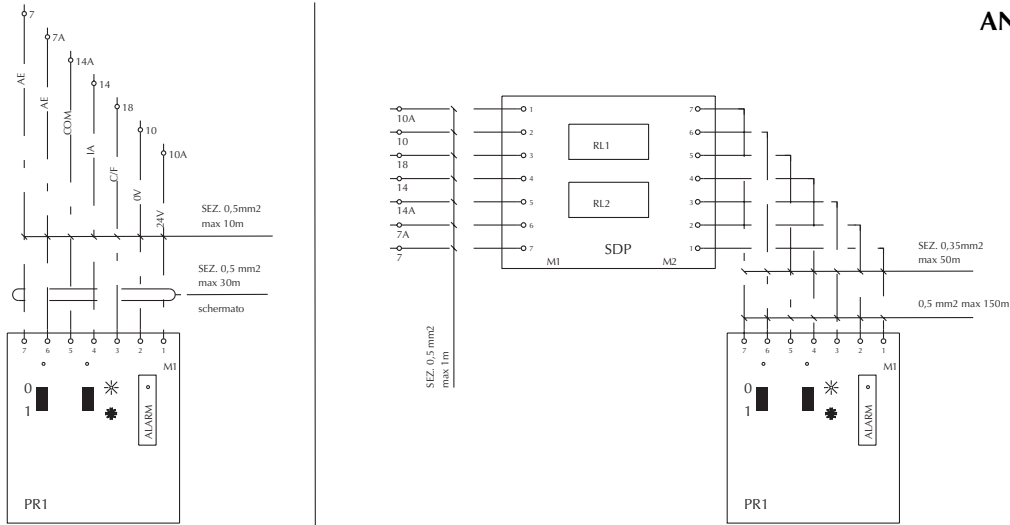 AN
7
7A
14A
14
18
10
10A
AE
AE
COM
IA
C/F
0V
24V
SEZ. 0,5mm2
max 10m
SEZ. 0,5 mm2
max 30m
schermato
7 6 5 4 3 2 1
M1
0
1
ALARM
PR1
10A
10
18
14
14A
7A
7
SEZ. 0,5 mm2
max 1m
1
2
3
4
5
6
7
RL1
RL2
SDP
M1
M2
7
6
5
4
3
2
1
SEZ. 0,35mm2
max 50m
0,5 mm2 max 150m
7 6 5 4 3 2 1
M1
0
1
ALARM
PR1